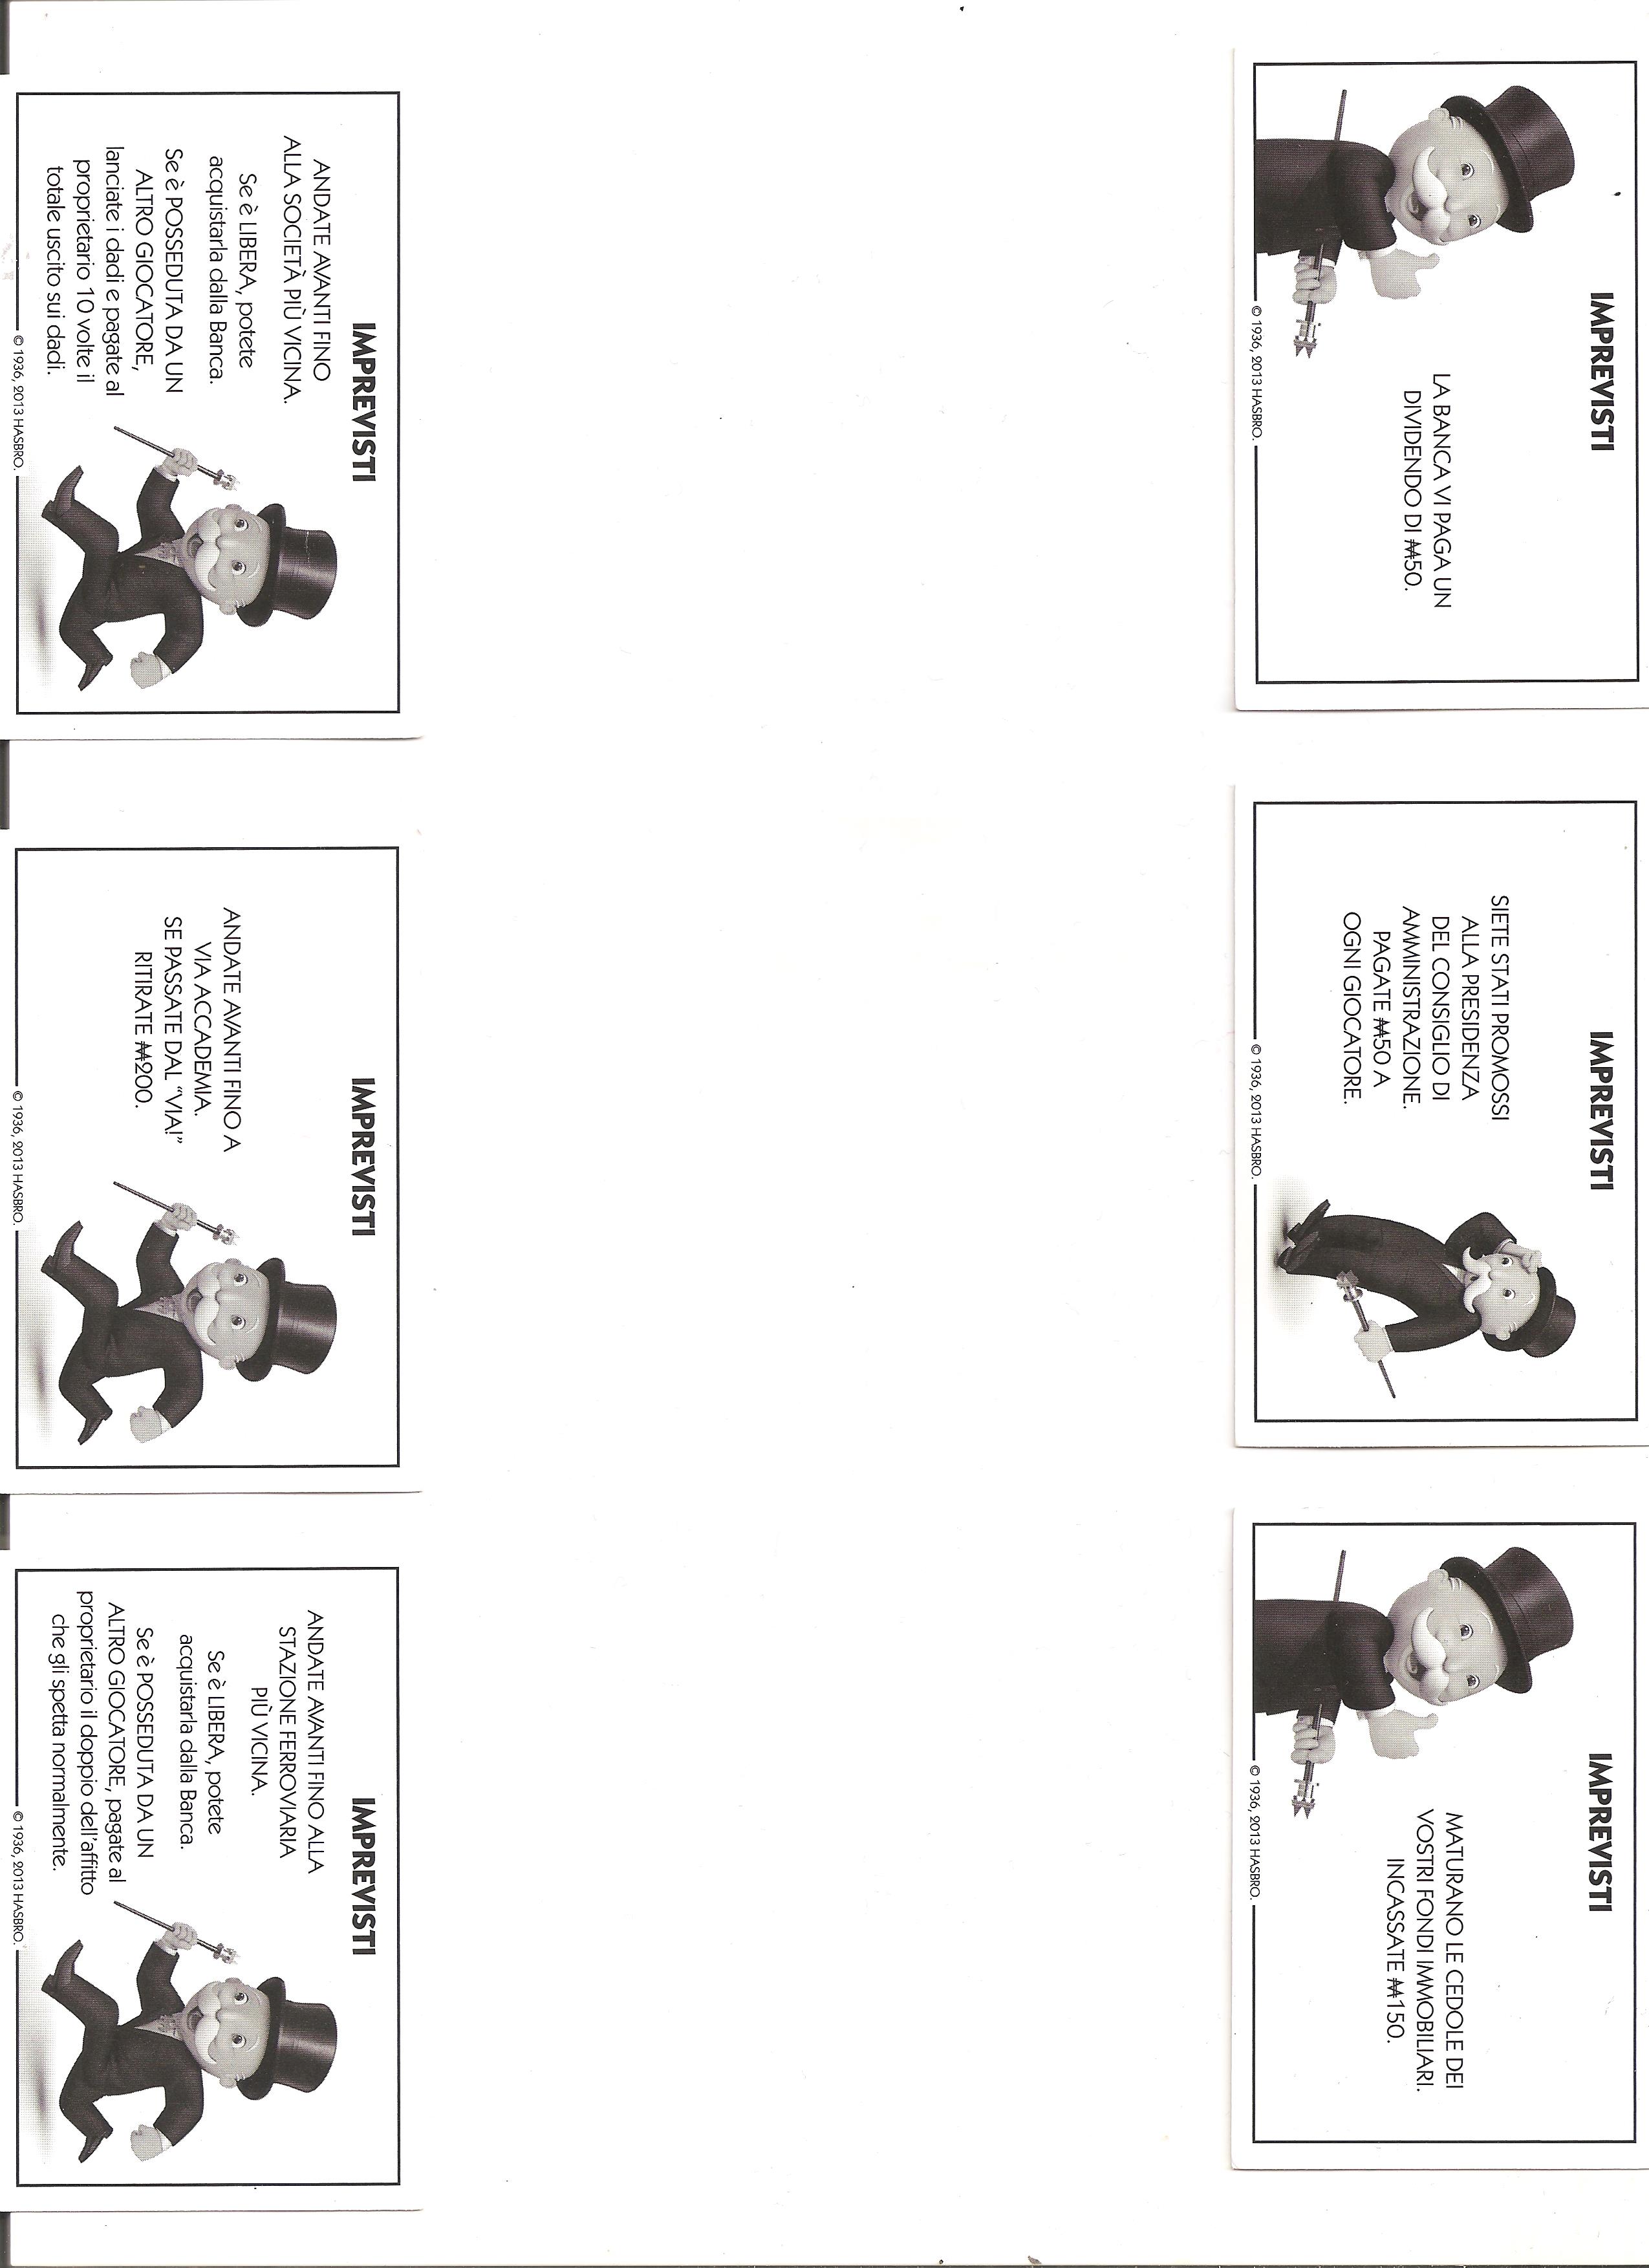 IMPREVISTI
LA BANCA VI PAGA UN
DIVIDENDO DI ₩50.
© 1936, 2013 HASBRO.
IMPREVISTI
SIETE STATI PROMOSSI
ALLA PRESIDENZA
DEL CONSIGLIO DI
AMMINISTRAZIONE.
PAGATE ₩50 A
OGNI GIOCATORE.
© 1936, 2013 HASBRO.
IMPREVISTI
MATURANO LE CEDOLE DEI
VOSTRI FONDI IMMOBILIARI.
INCASSATE ₩150.
© 1936, 2013 HASBRO.
IMPREVISTI
ANDATE AVANTI FINO
ALLA SOCIETÀ PIÙ VICINA.
Se è LIBERA, potete
acquistarla dalla Banca.
Se è POSSEDUTA DA UN
ALTRO GIOCATORE,
lanciate i dadi e pagate al
proprietario 10 volte il
totale uscito sui dadi.
© 1936, 2013 HASBRO.
IMPREVISTI
ANDATE AVANTI FINO A
VIA ACCADEMIA.
SE PASSATE DAL “VIA!”
RITIRATE ₩200.
© 1936, 2013 HASBRO.
IMPREVISTI
ANDATE AVANTI FINO ALLA
STAZIONE FERROVIARIA
PIÙ VICINA.
Se è LIBERA, potete
acquistarla dalla Banca.
Se è POSSEDUTA DA UN
ALTRO GIOCATORE, pagate al
proprietario il doppio dell’affitto
che gli spetta normalmente.
© 1936, 2013 HASBRO.